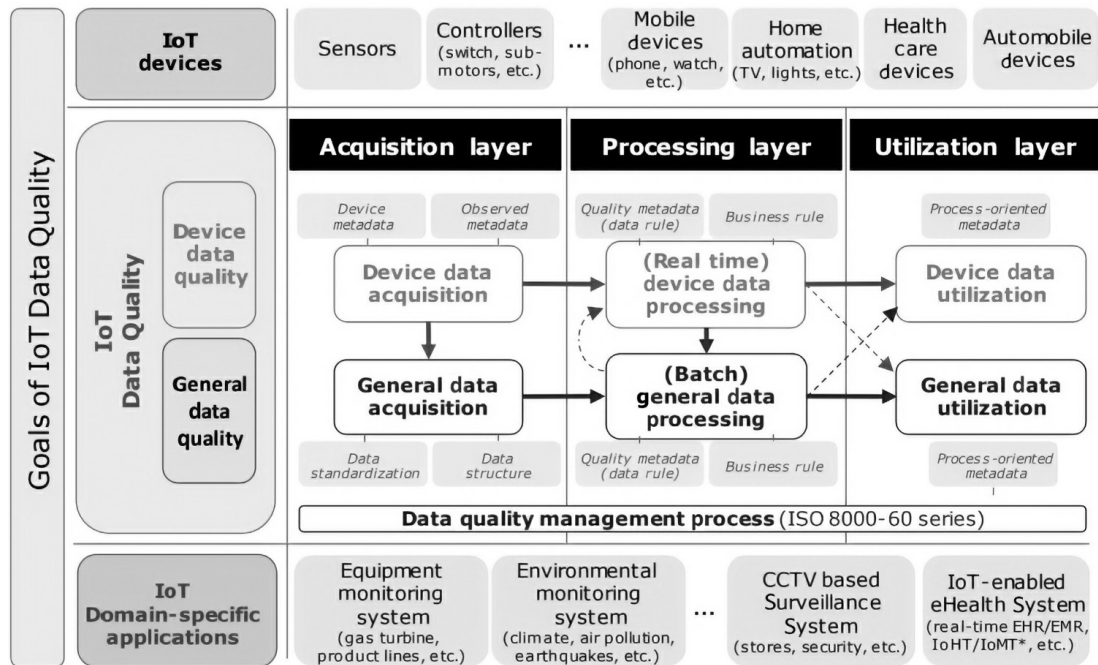 Goals of IoT Data Quality
IoT
devices
Sensors
Controllers
(switch, sub-
motors, etc.)
...
Mobile
devices
(phone, watch,
etc.)
Home
automation
(TV, lights, etc.)
Health
care
devices
Automobile
devices
IoT
Data Quality
Device
data
quality
General
data
quality
Acquisition layer
Processing layer
Utilization layer
Device
metadata
Observed
metadata
Quality metadata
(data rule)
Business rule
Process-oriented
metadata
Device data
acquisition
(Real time)
device data
processing
Device data
utilization
General data
acquisition
(Batch)
general data
processing
General data
utilization
Data
standardization
Data
structure
Quality metadata
(data rule)
Business rule
Process-oriented
metadata
Data quality management process (ISO 8000-60 series)
IoT
Domain-specific
applications
Equipment
monitoring
system
(gas turbine,
product lines, etc.)
Environmental
monitoring
system
(climate, air pollution,
earthquakes, etc.)
...
CCTV based
Surveillance
System
(stores, security, etc.)
IoT-enabled
eHealth System
(real-time EHR/EMR,
IoHT/IoMT*, etc.)